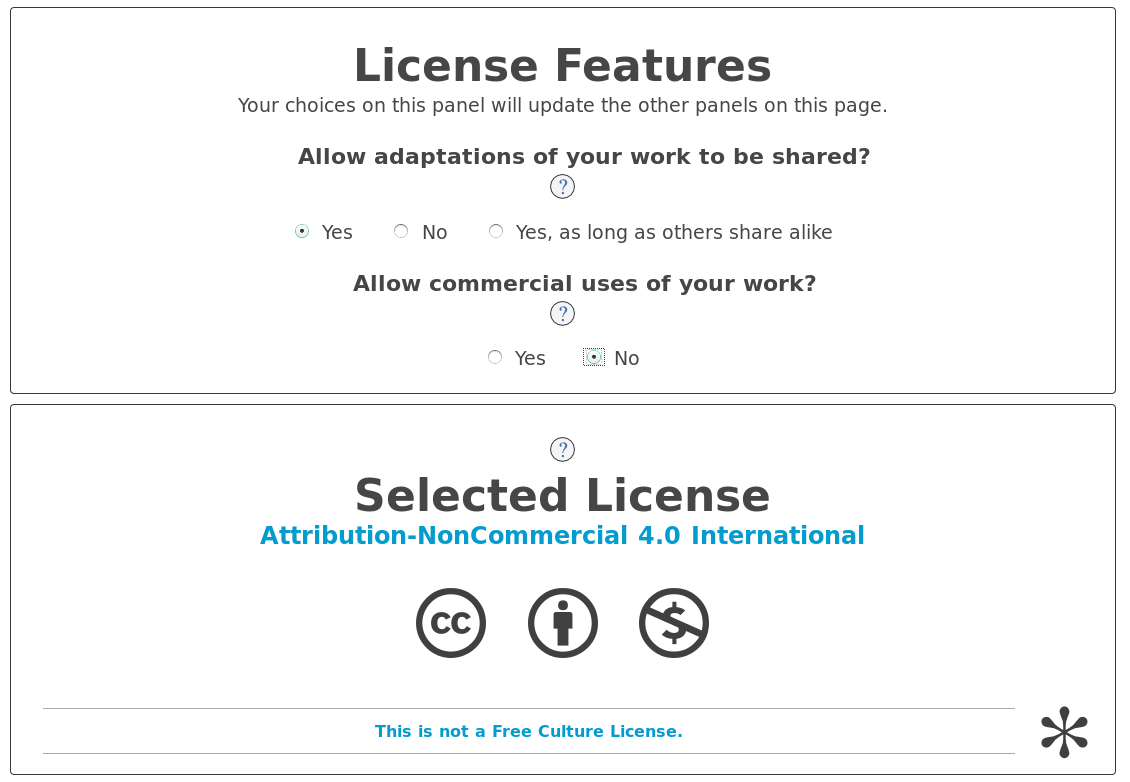 License Features
Your choices on this panel will update the other panels on this page.
Allow adaptations of your work to be shared?
?
Yes No Yes, as long as others share alike
Allow commercial uses of your work?
?
Yes No
?
Selected License
Attribution-NonCommercial 4.0 International
cc $
This is not a Free Culture License.